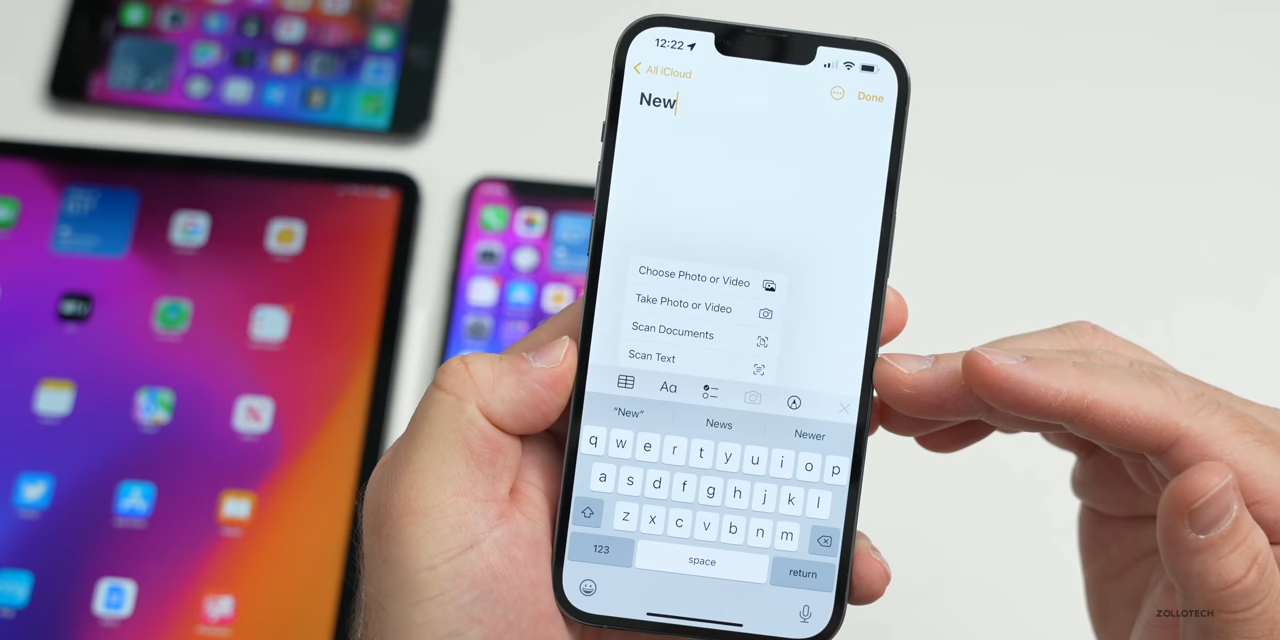 12:22
All iCloud
Done
New
Choose Photo or Video
Take Photo or Video
Scan Documents
Scan Text
Aa
"New" News Newer
q w e r t y u i o p
a s d f g h j k l
z x c v b n m
123 space return
ZOLLOTECH